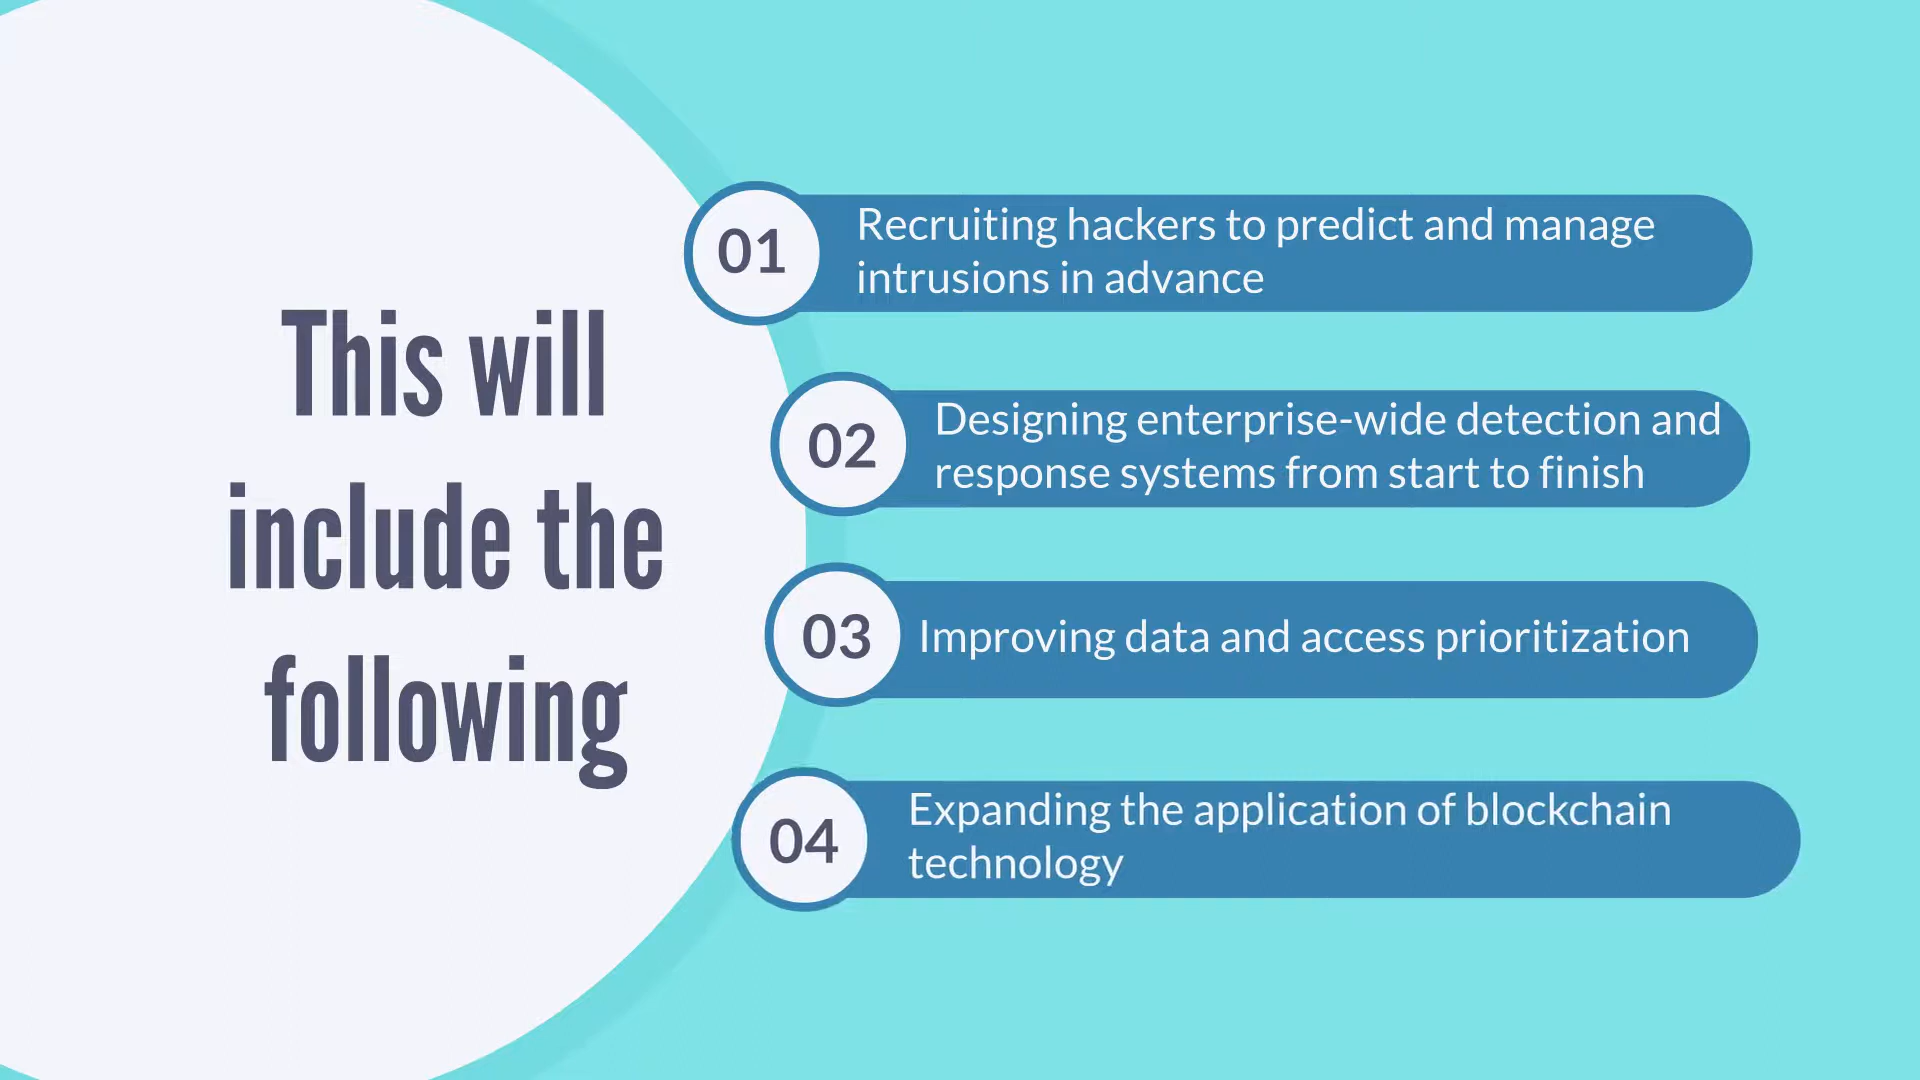 This will
include the
following
01
Recruiting hackers to predict and manage
intrusions in advance
02
Designing enterprise-wide detection and
response systems from start to finish
03
Improving data and access prioritization
04
Expanding the application of blockchain
technology